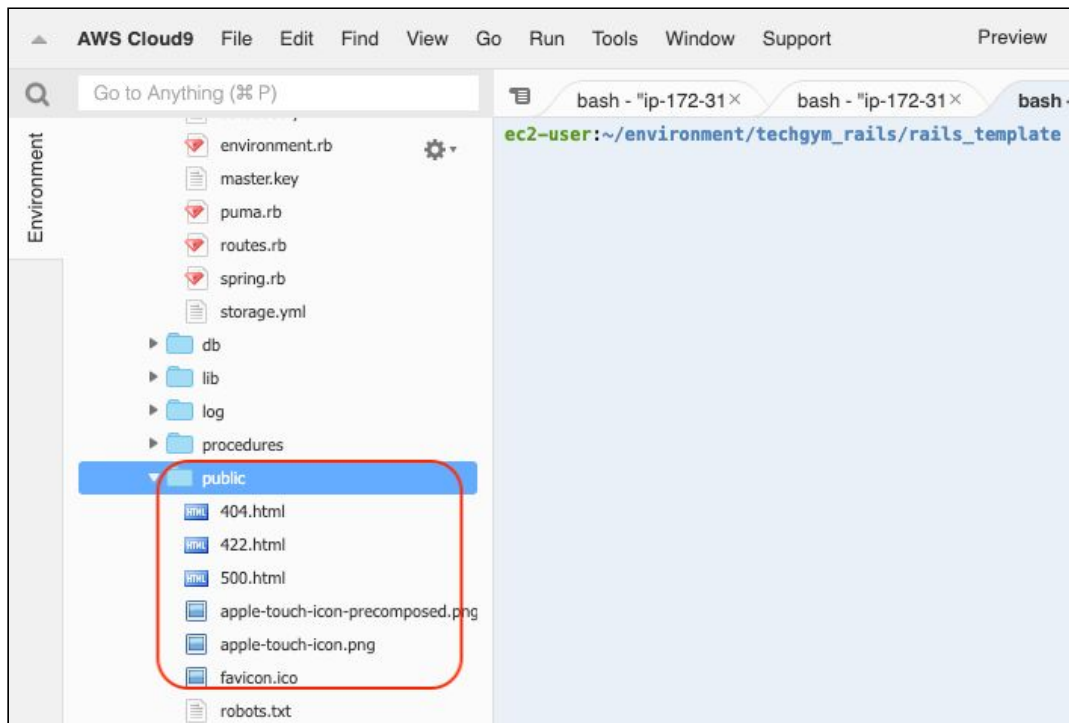 AWS Cloud9 File Edit Find View Go Run Tools Window Support Preview
Go to Anything (⌘ P)
bash - "ip-172-31 × bash - "ip-172-31 × bash -
Environment
ec2-user:~/environment/techgym_rails/rails_template
environment.rb
master.key
puma.rb
routes.rb
spring.rb
storage.yml
db
lib
log
procedures
public
404.html
422.html
500.html
apple-touch-icon-precomposed.png
apple-touch-icon.png
favicon.ico
robots.txt